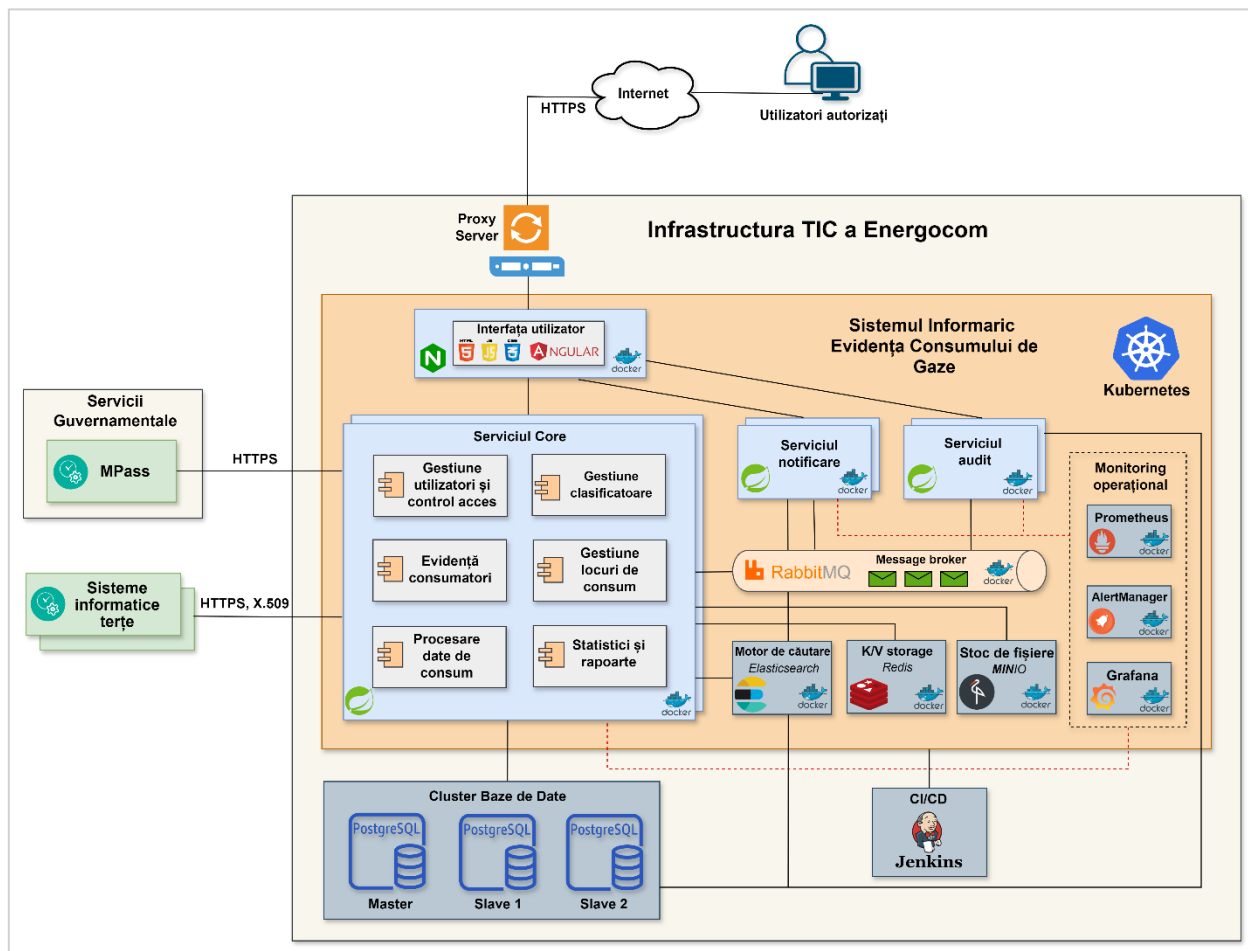 Utilizatori autorizați
Internet
HTTPS
Proxy
Server
Infrastructura TIC a Energocom
Interfața utilizator
HTML
5
JS
CSS
3
ANGULAR
docker
Sistemul Informaric
Evidența Consumului de
Gaze
Kubernetes
Servicii
Guvernamentale
MPass
HTTPS
Sisteme
informatice
terțe
HTTPS, X.509
Serviciul Core
Gestiune
utilizatori și
control acces
Gestiune
clasificatoare
Evidență
consumatori
Gestiune
locuri de
consum
Procesare
date de
consum
Statistici și
rapoarte
docker
Serviciul
notificare
docker
Serviciul
audit
docker
RabbitMQ
Message broker
docker
Motor de căutare
Elasticsearch
docker
K/V storage
Redis
docker
Stoc de fișiere
MINIO
docker
Monitoring
operațional
Prometheus
docker
AlertManager
docker
Grafana
docker
Cluster Baze de Date
PostgreSQL
PostgreSQL
PostgreSQL
Master
Slave 1
Slave 2
CI/CD
Jenkins